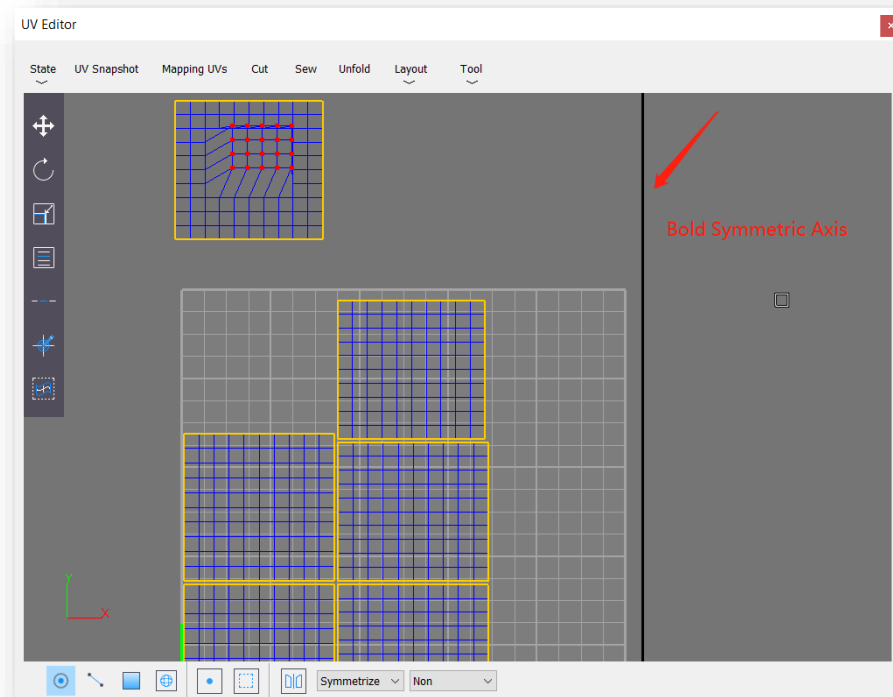 UV Editor
State UV Snapshot Mapping UVs Cut Sew Unfold Layout Tool
Bold Symmetric Axis
Y
X
Symmetrize Non